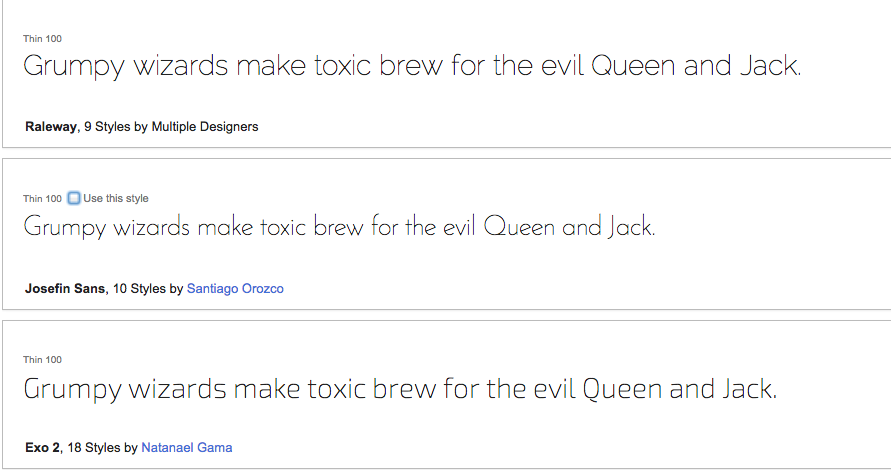 Thin 100
Grumpy wizards make toxic brew for the evil Queen and Jack.
Raleway, 9 Styles by Multiple Designers
Thin 100 Use this style
Grumpy wizards make toxic brew for the evil Queen and Jack.
Josefin Sans, 10 Styles by Santiago Orozco
Thin 100
Grumpy wizards make toxic brew for the evil Queen and Jack.
Exo 2, 18 Styles by Natanael Gama